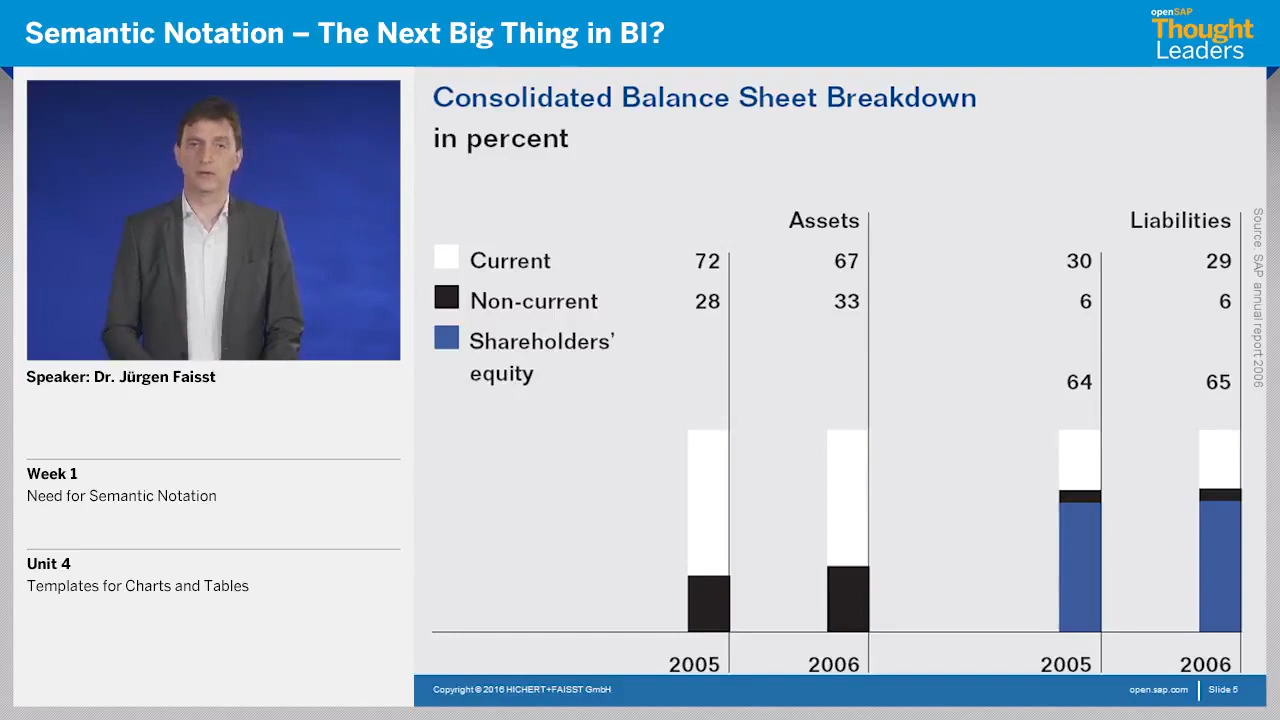 Semantic Notation – The Next Big Thing in BI?
openSAP
Thought
Leaders
Speaker: Dr. Jürgen Faisst
Week 1
Need for Semantic Notation
Unit 4
Templates for Charts and Tables
Consolidated Balance Sheet Breakdown
in percent
Assets Liabilities
Current 72 67 30 29
Non-current 28 33 6 6
Shareholders’
equity 64 65
2005 2006 2005 2006
Source: SAP annual report 2006
Copyright © 2016 HICHERT+FAISST GmbH
open.sap.com Slide 5